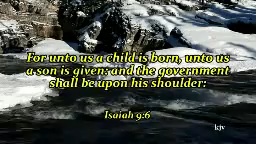 For unto us a child is born, unto us
a son is given: and the government
shall be upon his shoulder:
Isaiah 9:6
kjv